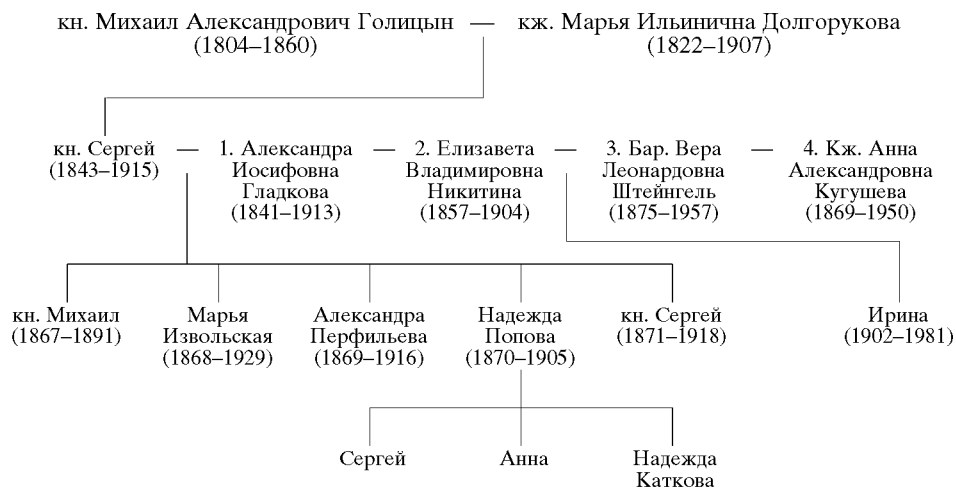 кн. Михаил Александрович Голицын — кж. Марья Ильинична Долгорукова
(1804–1860) (1822–1907)
кн. Сергей — 1. Александра — 2. Елизавета — 3. Бар. Вера — 4. Кж. Анна
(1843–1915) Иосифовна Владимировна Леонардовна Александровна
Гладкова Никитина Штейнгель Кугушева
(1841–1913) (1857–1904) (1875–1957) (1869–1950)
кн. Михаил Марья Александра Надежда кн. Сергей Ирина
(1867–1891) Извольская Перфильева Попова (1871–1918) (1902–1981)
(1868–1929) (1869–1916) (1870–1905)
Сергей Анна Надежда
Каткова